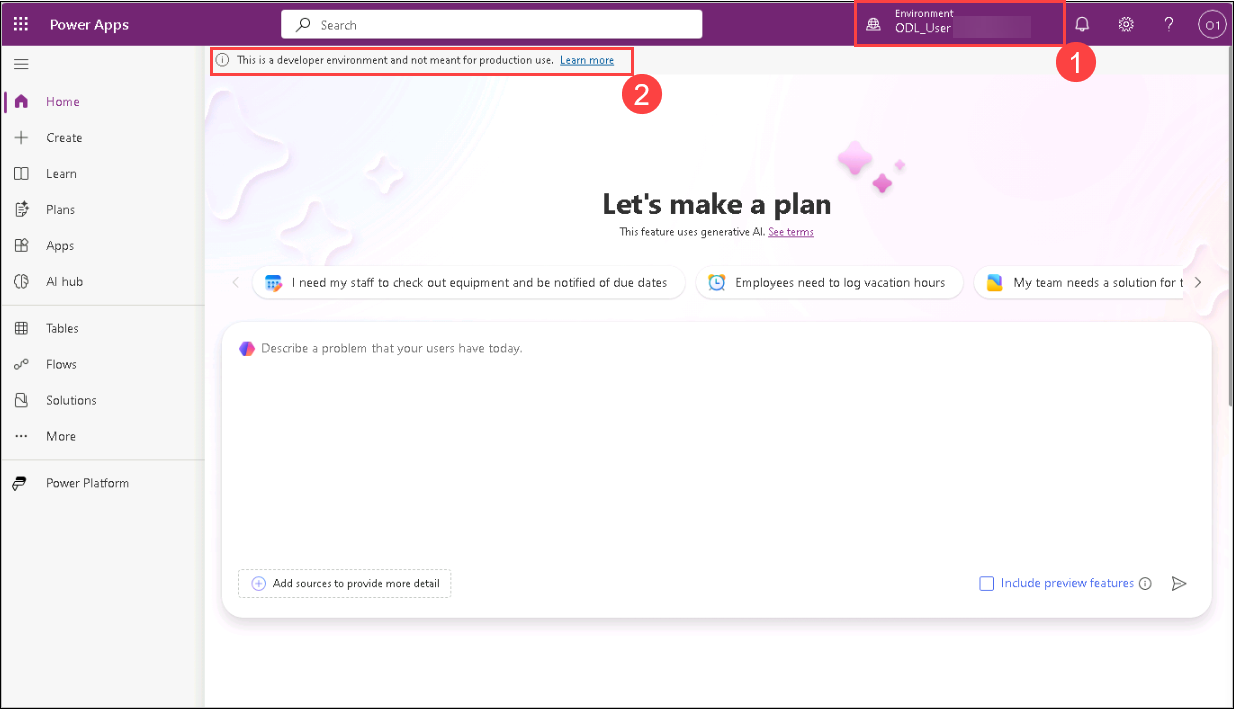 Power Apps
Search
Environment
ODL_User
O1
1
This is a developer environment and not meant for production use. Learn more
2
Home
Create
Learn
Plans
Apps
AI hub
Tables
Flows
Solutions
More
Power Platform
Let's make a plan
This feature uses generative AI. See terms
I need my staff to check out equipment and be notified of due dates
Employees need to log vacation hours
My team needs a solution for
Describe a problem that your users have today.
Add sources to provide more detail
Include preview features